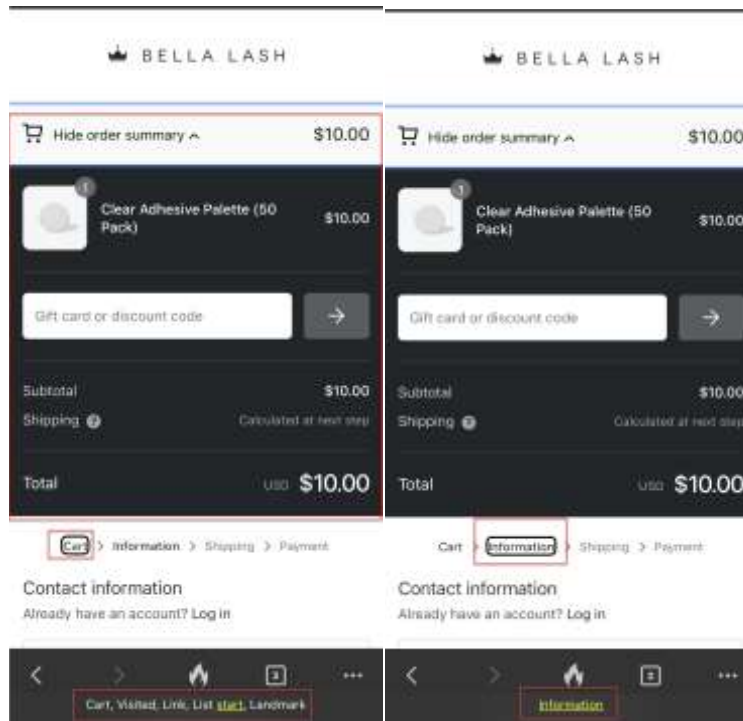 BELLA LASH
Hide order summary $10.00
1
Clear Adhesive Palette (50
Pack)
$10.00
Gift card or discount code
Subtotal $10.00
Shipping Calculated at next step
Total USD $10.00
Cart > Information > Shipping > Payment
Contact information
Already have an account? Log in
3
Cart, Visited, Link, List start, Landmark
BELLA LASH
Hide order summary $10.00
1
Clear Adhesive Palette (50
Pack)
$10.00
Gift card or discount code
Subtotal $10.00
Shipping Calculated at next step
Total USD $10.00
Cart > Information > Shipping > Payment
Contact information
Already have an account? Log in
Information